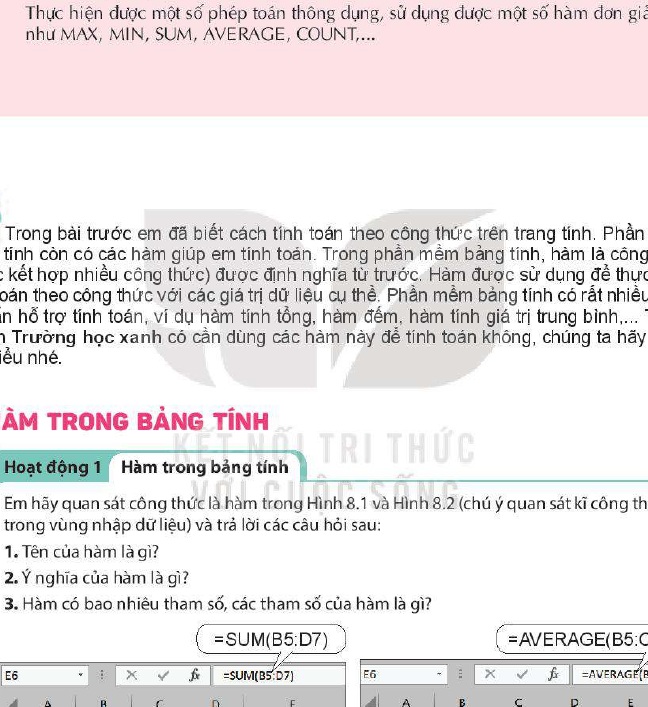 Thực hiện được một số phép toán thông dụng, sử dụng được một số hàm đơn
như MAX, MIN, SUM, AVERAGE, COUNT,...
Trong bài trước em đã biết cách tính toán theo công thức trên trang tính. Phần
tính còn có các hàm giúp em tính toán. Trong phần mềm bảng tính, hàm là công
kết hợp nhiều công thức) được định nghĩa từ trước. Hàm được sử dụng để
theo công thức với các giá trị dữ liệu cụ thể. Phần mềm bảng tính có rất nhiều
hỗ trợ tính toán, ví dụ hàm tính tổng, hàm đếm, hàm tính giá trị trung bình,...
Trường học xanh có cần dùng các hàm này để tính toán không, chúng ta hãy
nhé.
TRONG BẢNG TÍNH
KẾT NỐI TRI THỨC
Hoạt động 1 Hàm trong bảng tính
VỚI CUỘC SỐNG
Em hãy quan sát công thức là hàm trong Hình 8.1 và Hình 8.2 (chú ý quan sát kĩ công
trong vùng nhập dữ liệu) và trả lời các câu hỏi sau:
1. Tên của hàm là gì?
2. Ý nghĩa của hàm là gì?
3. Hàm có bao nhiêu tham số, các tham số của hàm là gì?
=SUM(B5:D7) =AVERAGE(B5:
E6 fx =SUM(B5:D7) E6 fx =AVERAGE(
A B C D E A B C D E